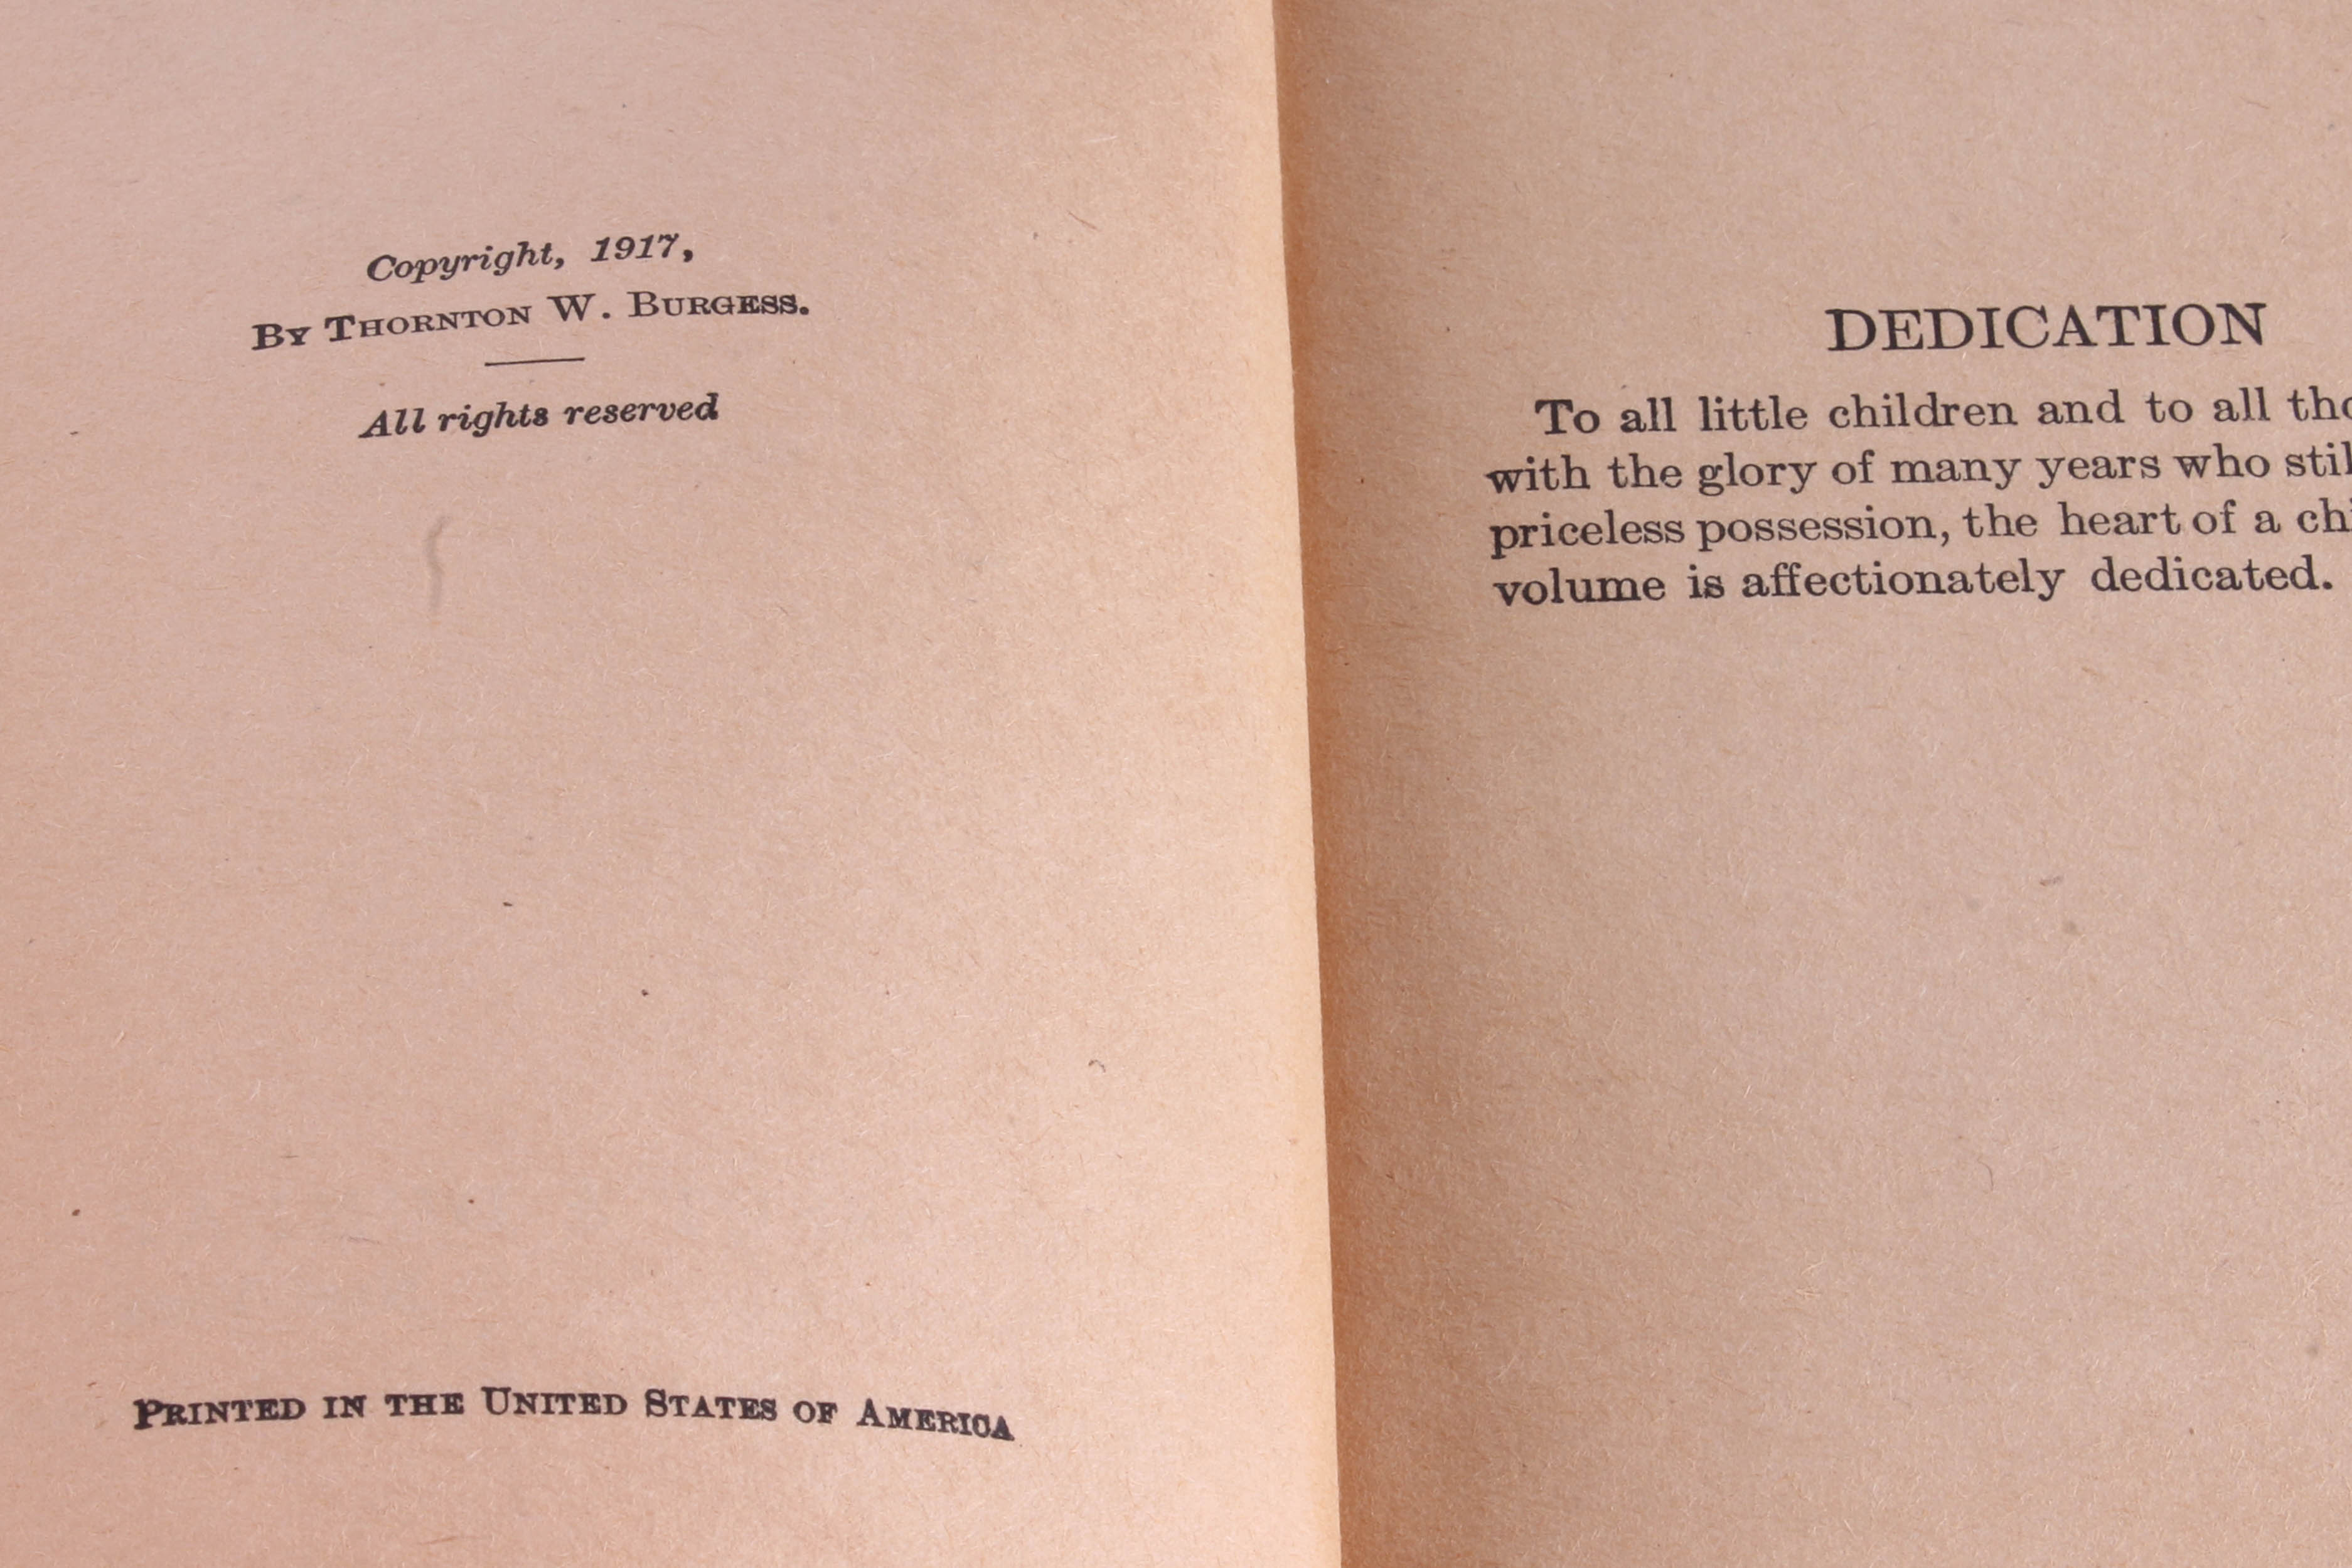 Copyright, 1917,
By Thornton W. Burgess.
All rights reserved
Printed in the United States of America
DEDICATION
To all little children and to all
with the glory of many years who
priceless possession, the heart of a
volume is affectionately dedicated.